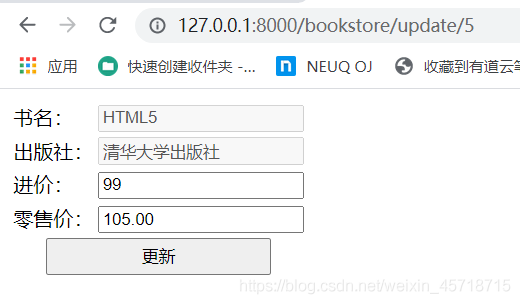 127.0.0.1:8000/bookstore/update/5
应用 快速创建收件夹 -... NEUQ OJ 收藏到有道云笔
书名： HTML5
出版社： 清华大学出版社
进价： 99
零售价： 105.00
更新
https://blog.csdn.net/weixin_45718715